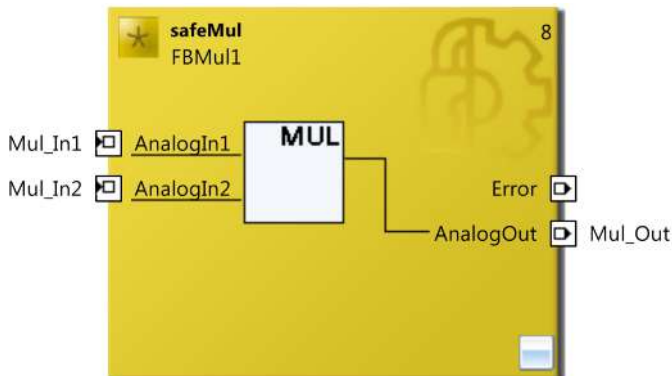 safeMul
8
FBMul1
MUL
Mul_In1 AnalogIn1
Mul_In2 AnalogIn2
Error
AnalogOut Mul_Out